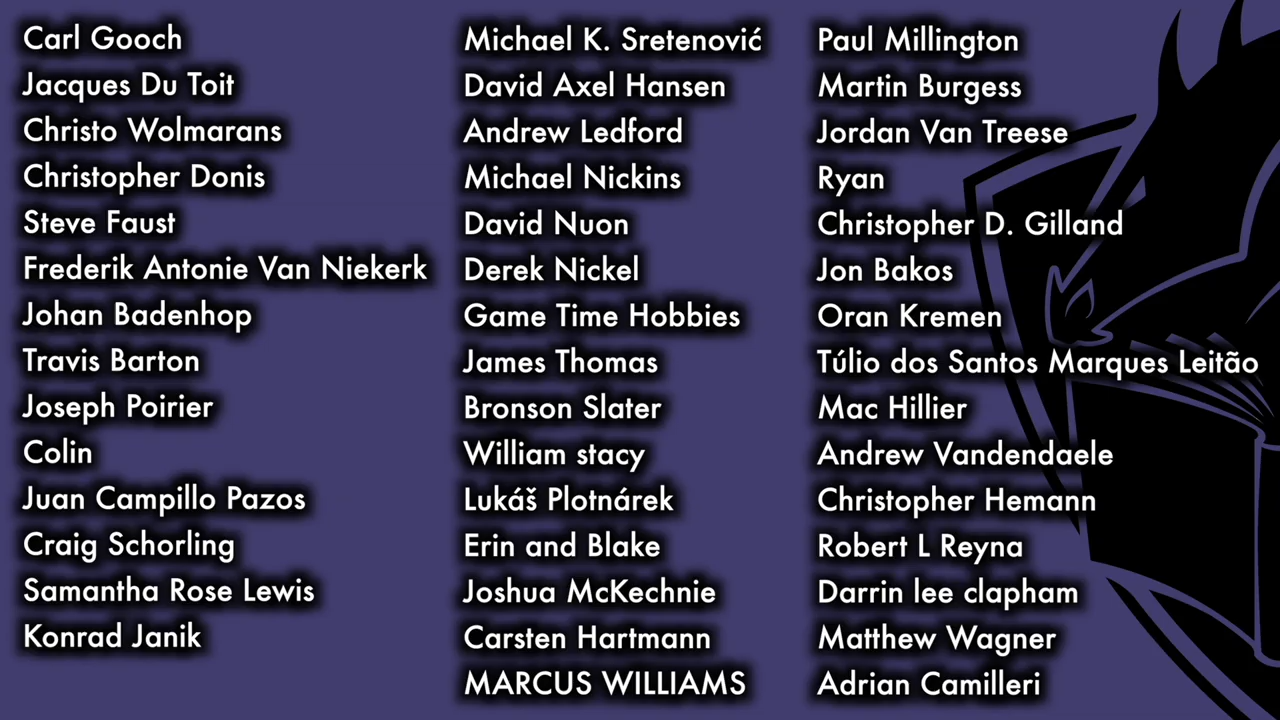 Carl Gooch
Jacques Du Toit
Christo Wolmarans
Christopher Donis
Steve Faust
Frederik Antonie Van Niekerk
Johan Badenhop
Travis Barton
Joseph Poirier
Colin
Juan Campillo Pazos
Craig Schorling
Samantha Rose Lewis
Konrad Janik
Michael K. Sretenović
David Axel Hansen
Andrew Ledford
Michael Nickins
David Nuon
Derek Nickel
Game Time Hobbies
James Thomas
Bronson Slater
William stacy
Lukáš Plotnárek
Erin and Blake
Joshua McKechnie
Carsten Hartmann
MARCUS WILLIAMS
Paul Millington
Martin Burgess
Jordan Van Treese
Ryan
Christopher D. Gilland
Jon Bakos
Oran Kremen
Túlio dos Santos Marques Leitão
Mac Hillier
Andrew Vandendaele
Christopher Hemann
Robert L Reyna
Darrin lee clapham
Matthew Wagner
Adrian Camilleri